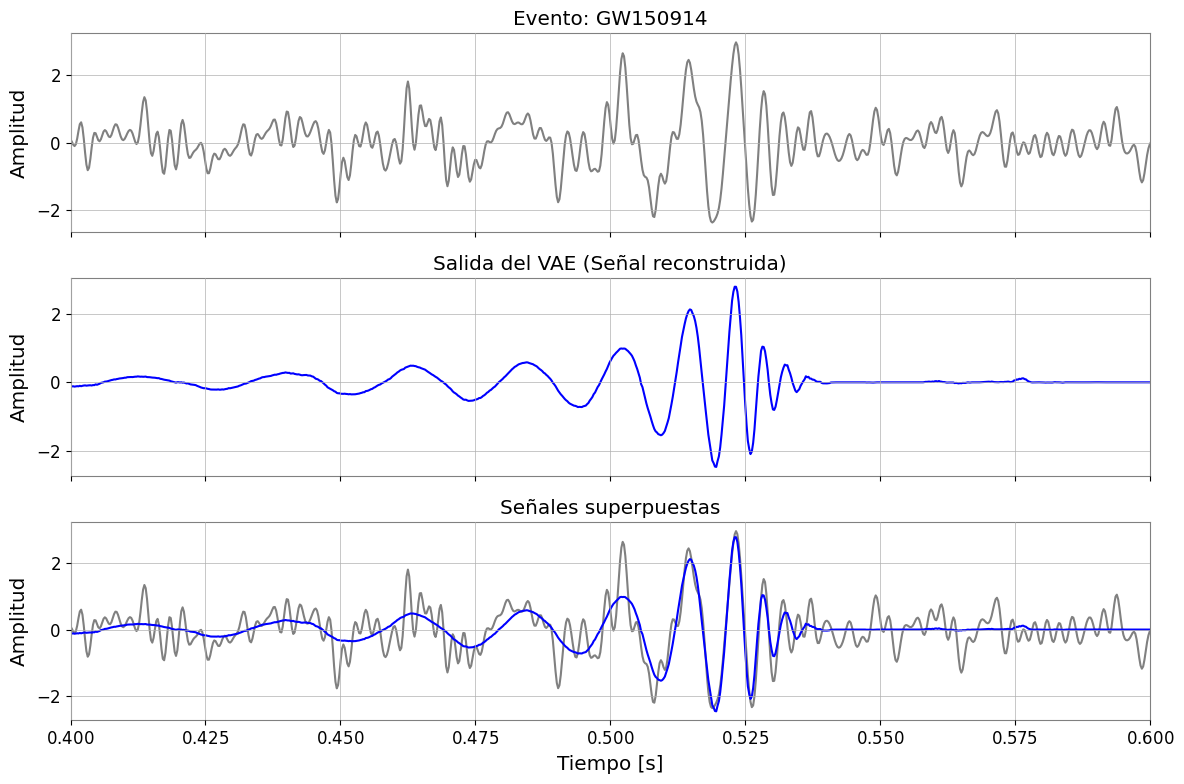 Evento: GW150914
Amplitud
2
0
−2
Salida del VAE (Señal reconstruida)
Amplitud
2
0
−2
Señales superpuestas
Amplitud
2
0
−2
0.400 0.425 0.450 0.475 0.500 0.525 0.550 0.575 0.600
Tiempo [s]